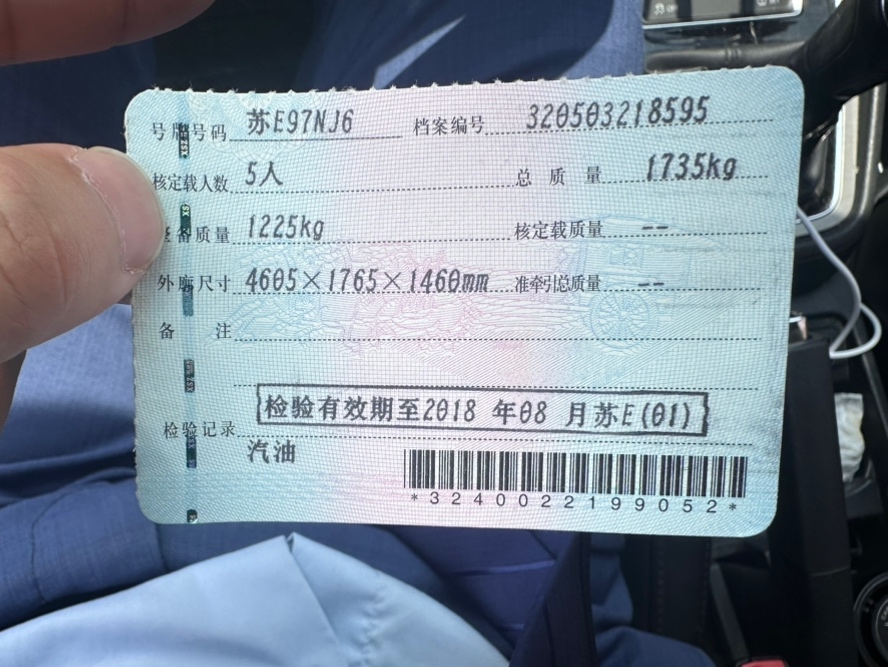 号牌号码 苏E97NJ6 档案编号 320503218595
核定载人数 5人 总质量 1735kg
整备质量 1225kg 核定载质量 --
外廓尺寸 4605×1765×1460mm 准牵引总质量 --
备注
检验有效期至2018 年08 月苏E(01)
检验记录
汽油
*3240022199052*